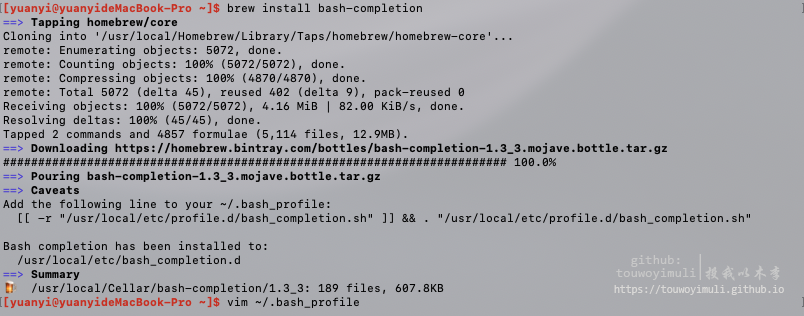 [[yuanyi@yuanyideMacBook-Pro ~]$ brew install bash-completion
==> Tapping homebrew/core
Cloning into '/usr/local/Homebrew/Library/Taps/homebrew/homebrew-core'...
remote: Enumerating objects: 5072, done.
remote: Counting objects: 100% (5072/5072), done.
remote: Compressing objects: 100% (4870/4870), done.
remote: Total 5072 (delta 45), reused 402 (delta 9), pack-reused 0
Receiving objects: 100% (5072/5072), 4.16 MiB | 82.00 KiB/s, done.
Resolving deltas: 100% (45/45), done.
Tapped 2 commands and 4857 formulae (5,114 files, 12.9MB).
==> Downloading https://homebrew.bintray.com/bottles/bash-completion-1.3_3.mojave.bottle.tar.gz
######################################################################## 100.0%
==> Pouring bash-completion-1.3_3.mojave.bottle.tar.gz
==> Caveats
Add the following line to your ~/.bash_profile:
  [[ -r "/usr/local/etc/profile.d/bash_completion.sh" ]] && . "/usr/local/etc/profile.d/bash_completion.sh"
Bash completion has been installed to:
  /usr/local/etc/bash_completion.d
==> Summary
🍺  /usr/local/Cellar/bash-completion/1.3_3: 189 files, 607.8KB
[[yuanyi@yuanyideMacBook-Pro ~]$ vim ~/.bash_profile
github:
touwoyimuli 投我以木李
https://touwoyimuli.github.io